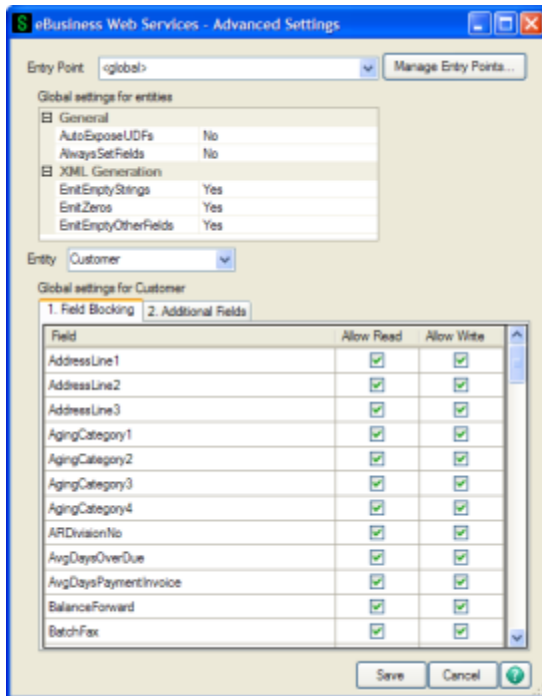 S eBusiness Web Services - Advanced Settings
Entry Point <global> Manage Entry Points...
Global settings for entities
General
AutoExposeUDFs No
AlwaysSetFields No
XML Generation
EmitEmptyStrings Yes
EmitZeros Yes
EmitEmptyOtherFields Yes
Entity Customer
Global settings for Customer
1. Field Blocking 2. Additional Fields
Field Allow Read Allow Write
AddressLine1
AddressLine2
AddressLine3
AgingCategory1
AgingCategory2
AgingCategory3
AgingCategory4
ARDivisionNo
AvgDaysOverDue
AvgDaysPaymentInvoice
BalanceForward
BatchFax
Save Cancel ?